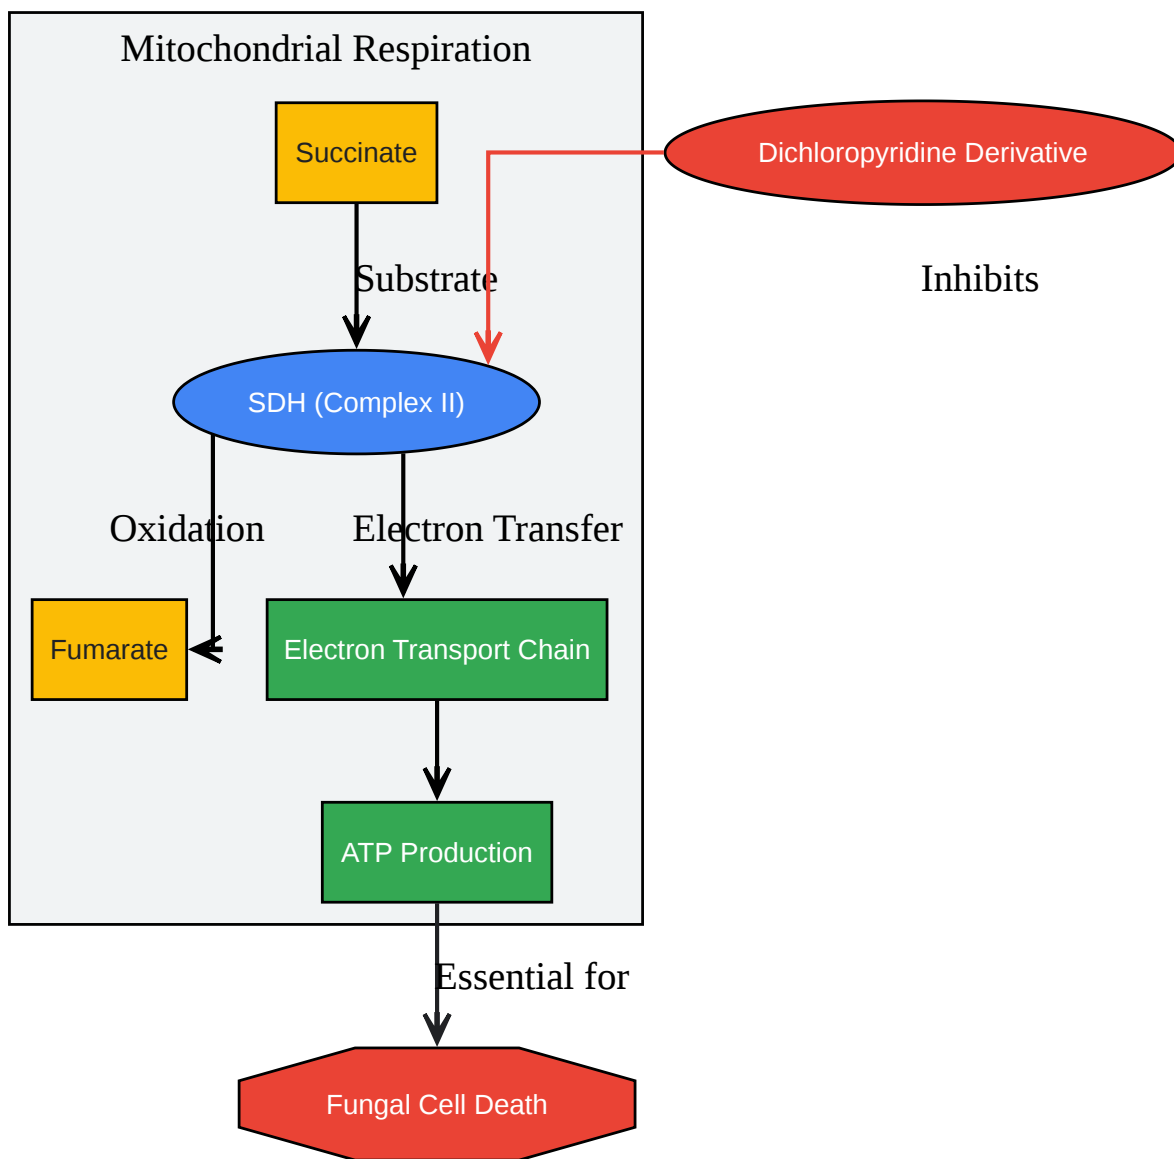 Mitochondrial Respiration
Succinate
Dichloropyridine Derivative
Substrate
Inhibits
SDH (Complex II)
Oxidation
Electron Transfer
Fumarate
Electron Transport Chain
ATP Production
Essential for
Fungal Cell Death